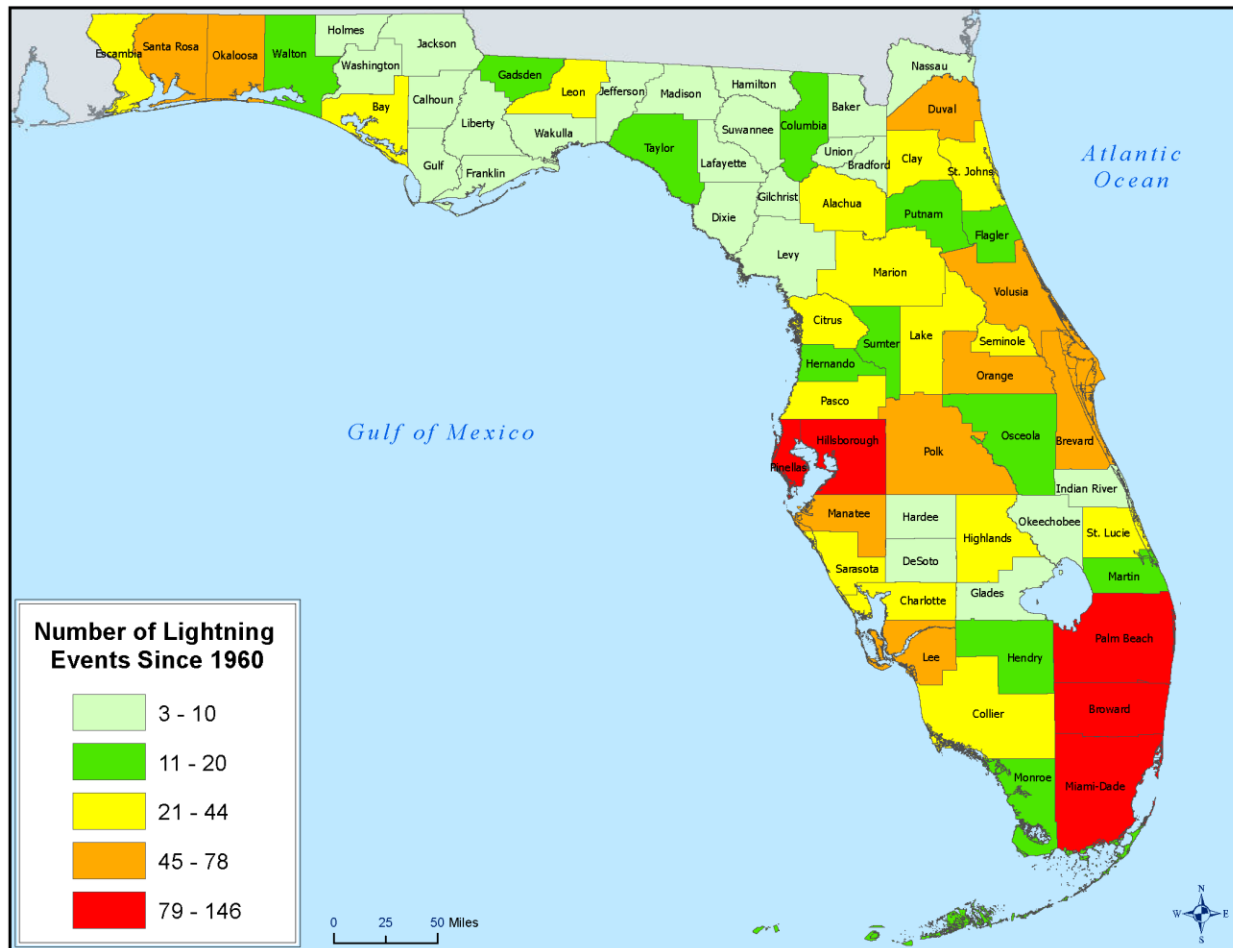 Holmes
Jackson
Escambia
Santa Rosa
Okaloosa
Walton
Washington
Gadsden
Leon
Jefferson
Madison
Hamilton
Nassau
Bay
Calhoun
Liberty
Wakulla
Suwannee
Columbia
Baker
Duval
Gulf
Franklin
Taylor
Lafayette
Union
Bradford
Clay
St. Johns
Atlantic
Ocean
Gilchrist
Alachua
Dixie
Putnam
Flagler
Levy
Marion
Volusia
Citrus
Sumter
Lake
Seminole
Hernando
Orange
Pasco
Gulf of Mexico
Hillsborough
Pinellas
Polk
Osceola
Brevard
Indian River
Manatee
Hardee
Highlands
Okeechobee
St. Lucie
Sarasota
DeSoto
Martin
Charlotte
Glades
Palm Beach
Lee
Hendry
Collier
Broward
Monroe
Miami-Dade
Number of Lightning
Events Since 1960
3 - 10
11 - 20
21 - 44
45 - 78
79 - 146
0 25 50 Miles
N
W E
S